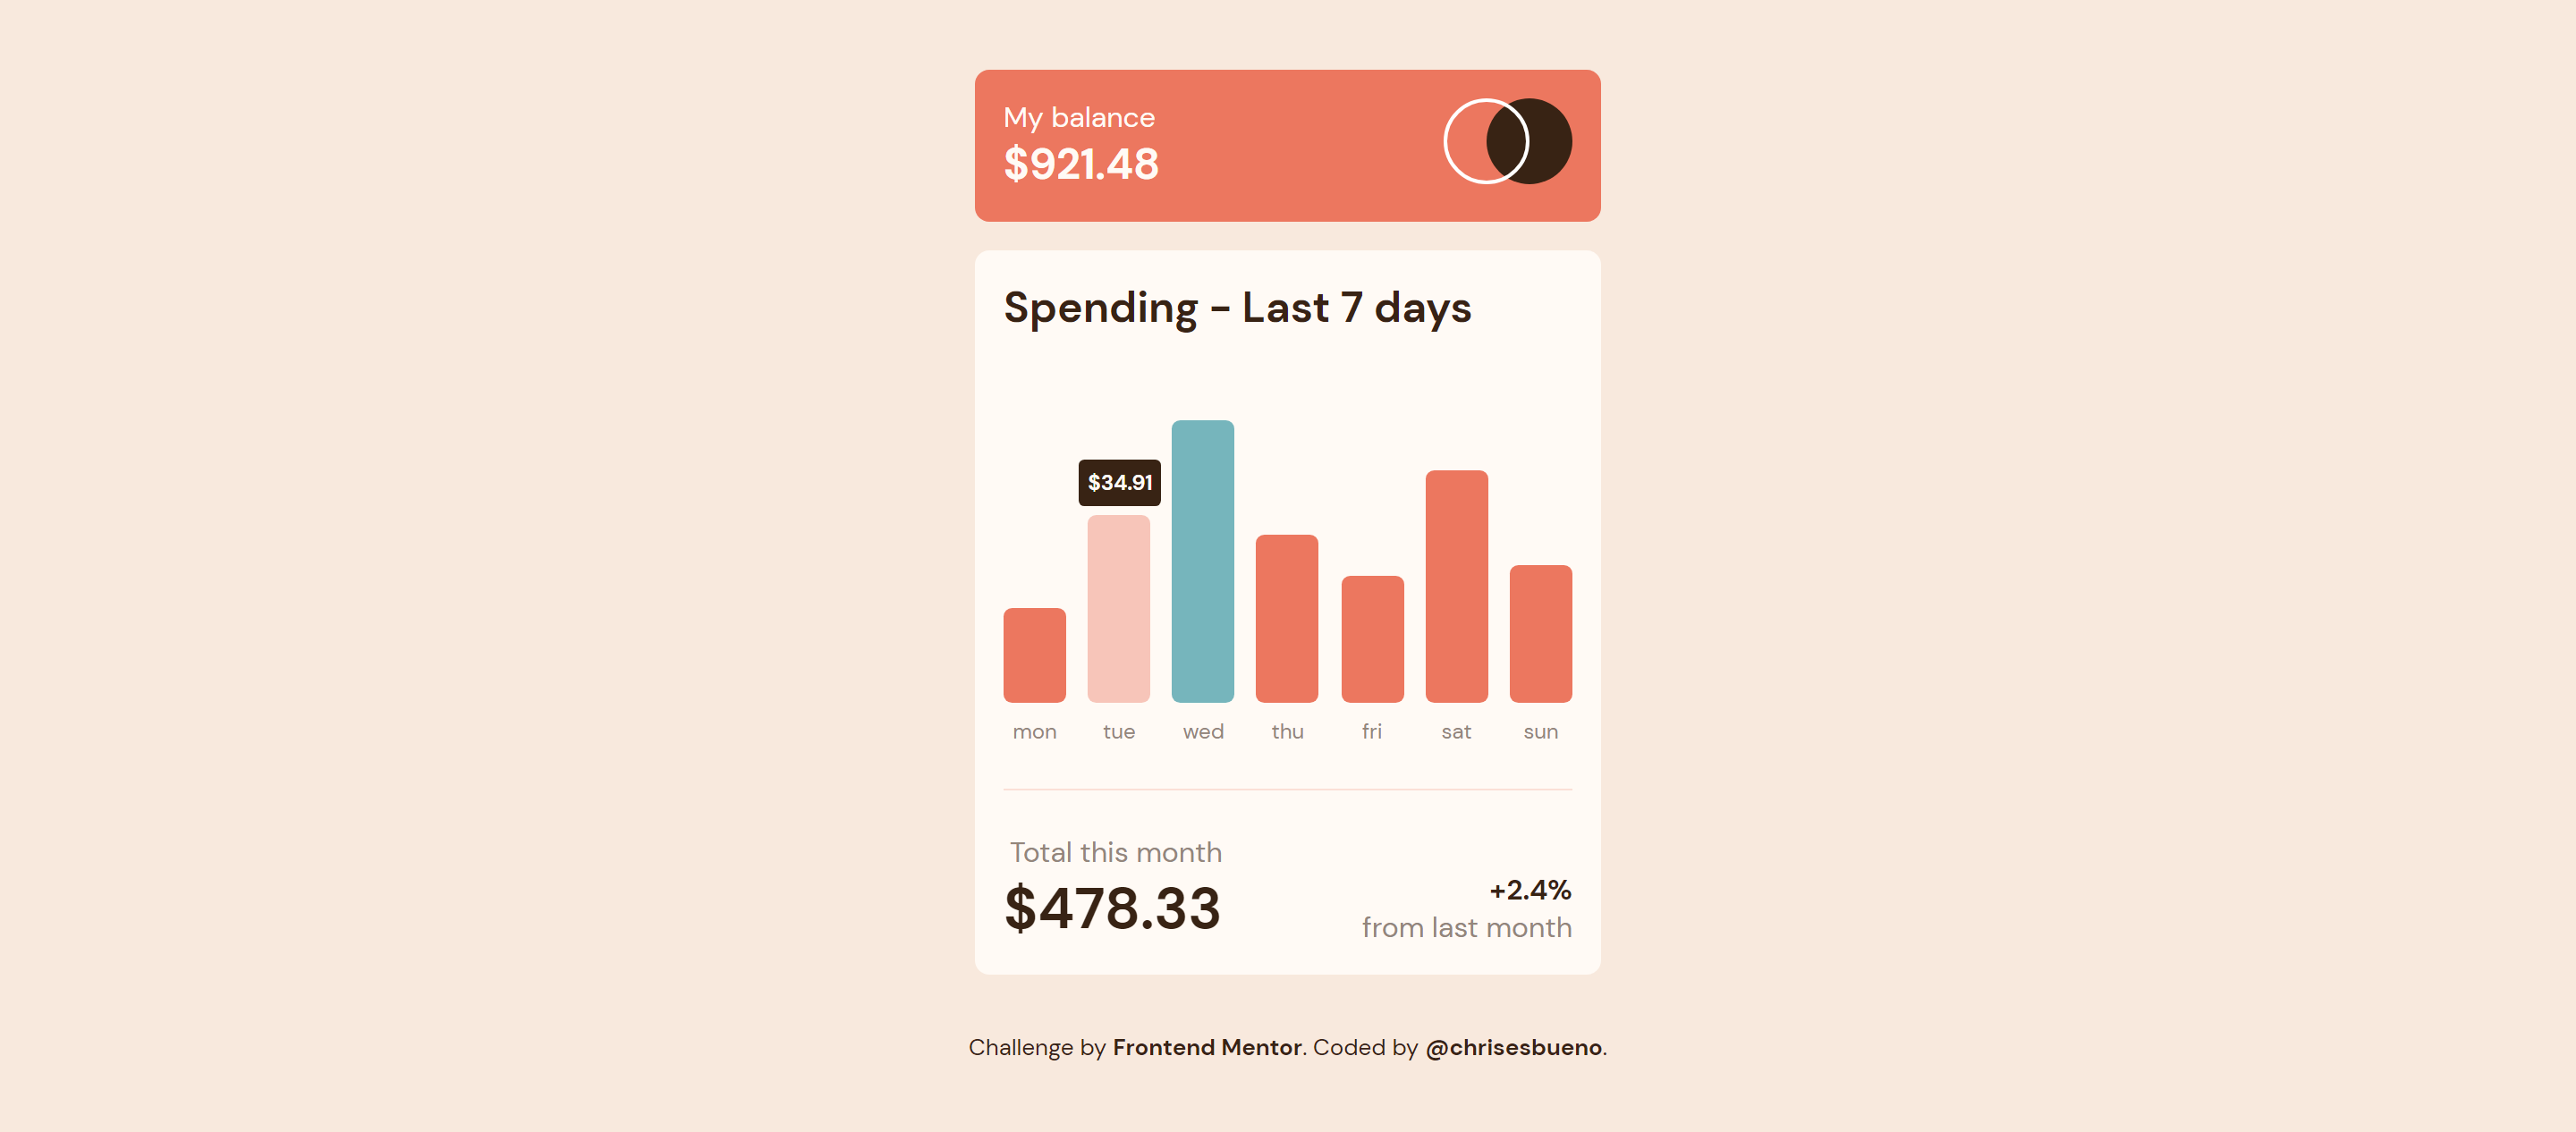 My balance
$921.48
Spending - Last 7 days
$34.91
mon tue wed thu fri sat sun
Total this month
$478.33
+2.4%
from last month
Challenge by Frontend Mentor. Coded by @chrisesbueno.